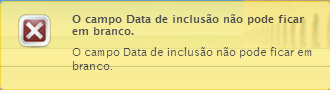 O campo Data de inclusão não pode ficar
em branco.
O campo Data de inclusão não pode ficar em
branco.